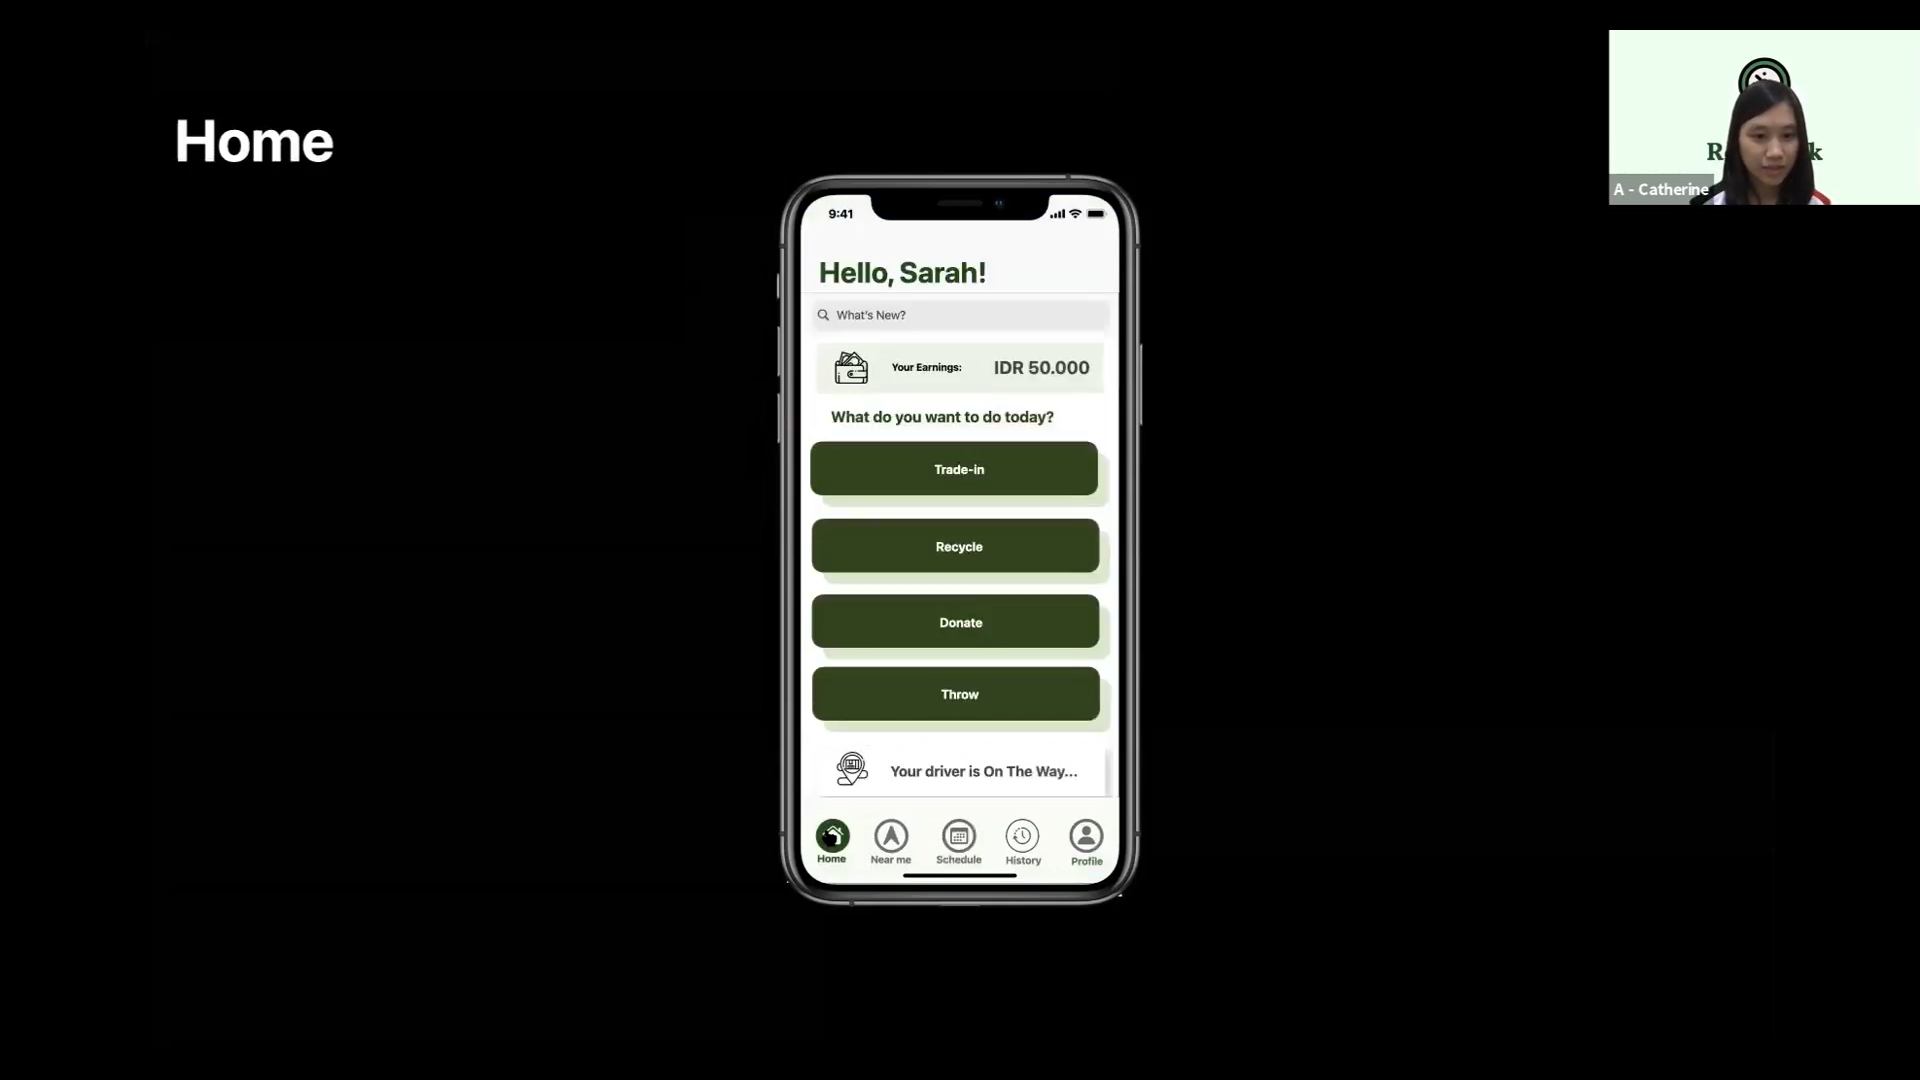 Home
A - Catherine
9:41
Hello, Sarah!
What's New?
Your Earnings: IDR 50.000
What do you want to do today?
Trade-in
Recycle
Donate
Throw
Your driver is On The Way...
Home Near me Schedule History Profile